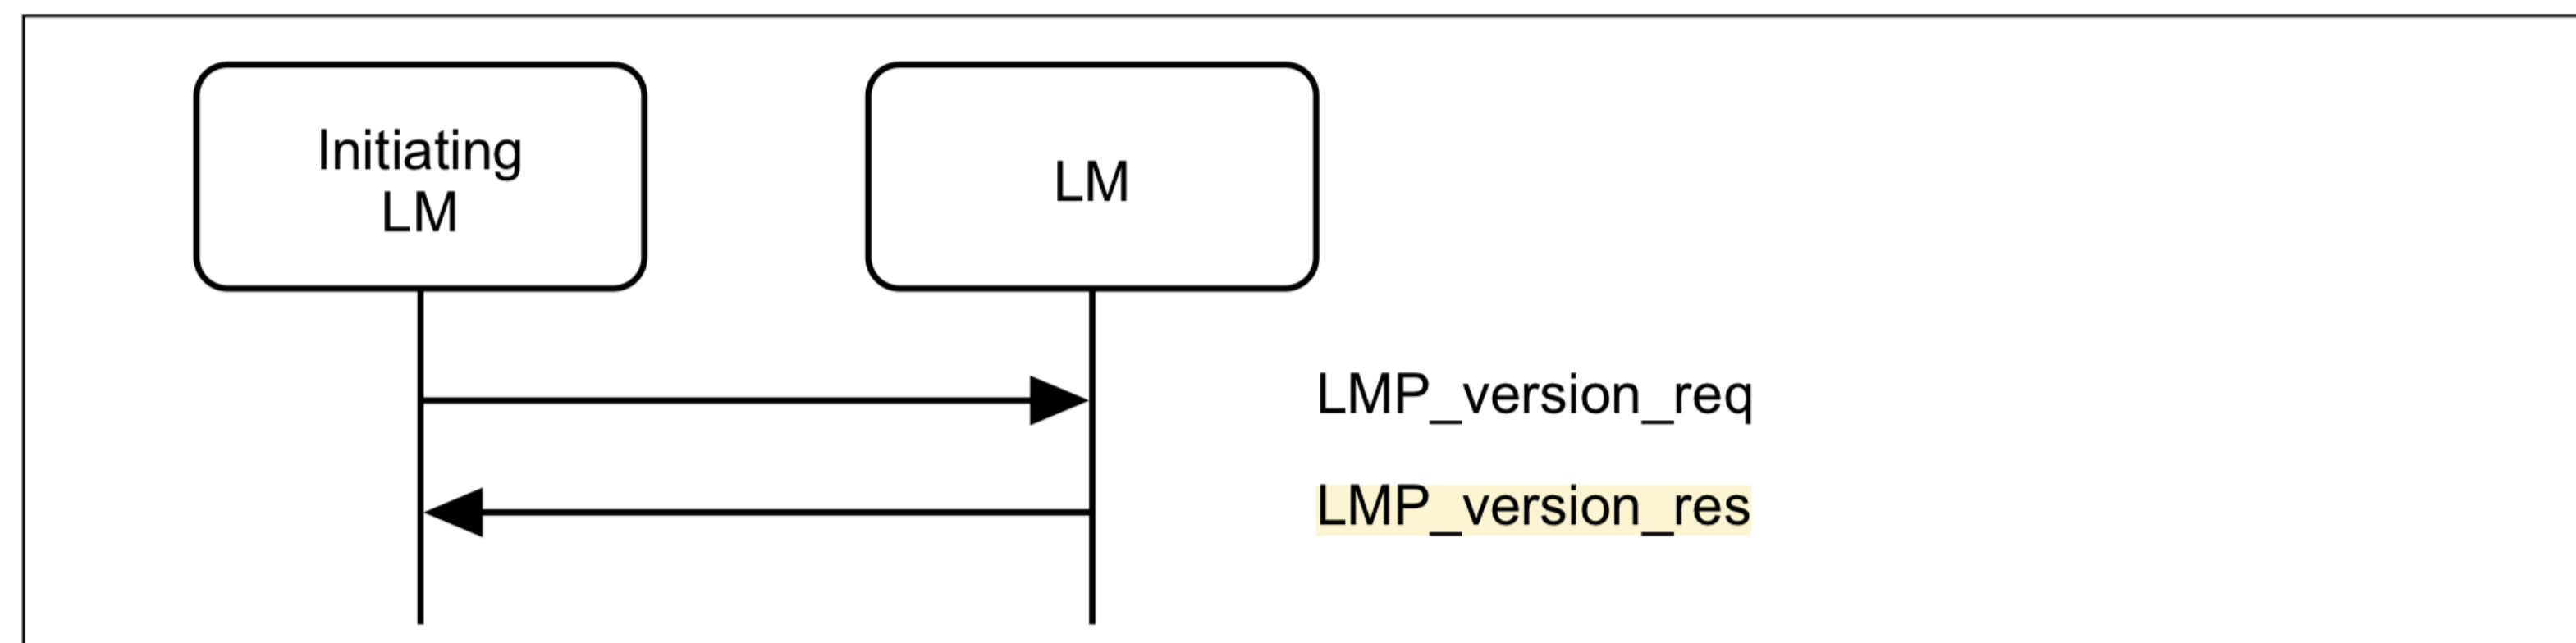 Initiating
LM
LM
LMP_version_req
LMP_version_res